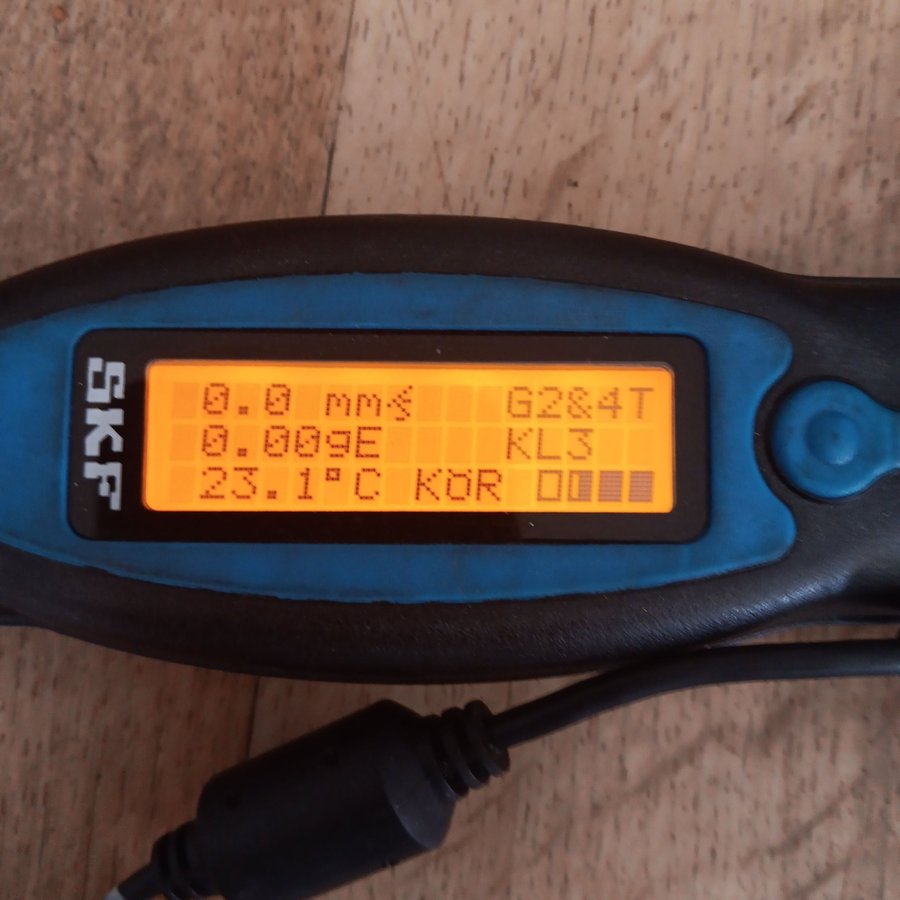 SKF
0.0 mm/s G2&4T
0.00gE KL3
23.1°C KÖR